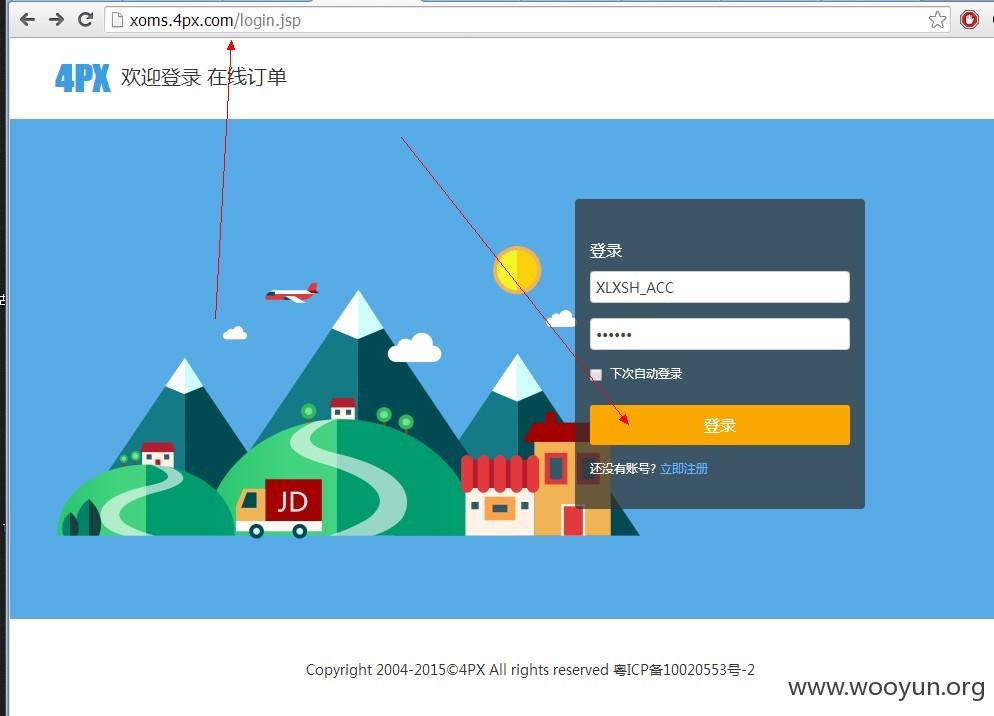 xoms.4px.com/login.jsp
4PX 欢迎登录 在线订单
登录
XLXSH_ACC
••••••
下次自动登录
登录
还没有账号? 立即注册
JD
Copyright 2004-2015©4PX All rights reserved 粤ICP备10020553号-2
www.wooyun.org